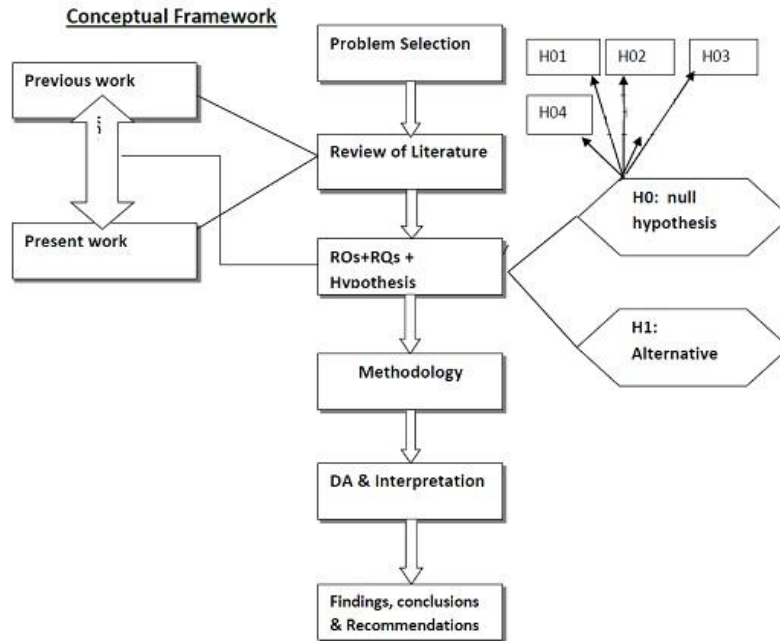 Conceptual Framework
Problem Selection
H01
H02
H03
Previous work
H04
Review of Literature
H0: null
hypothesis
Present work
ROs+RQs +
Hypothesis
H1:
Alternative
Methodology
DA & Interpretation
Findings, conclusions
& Recommendations